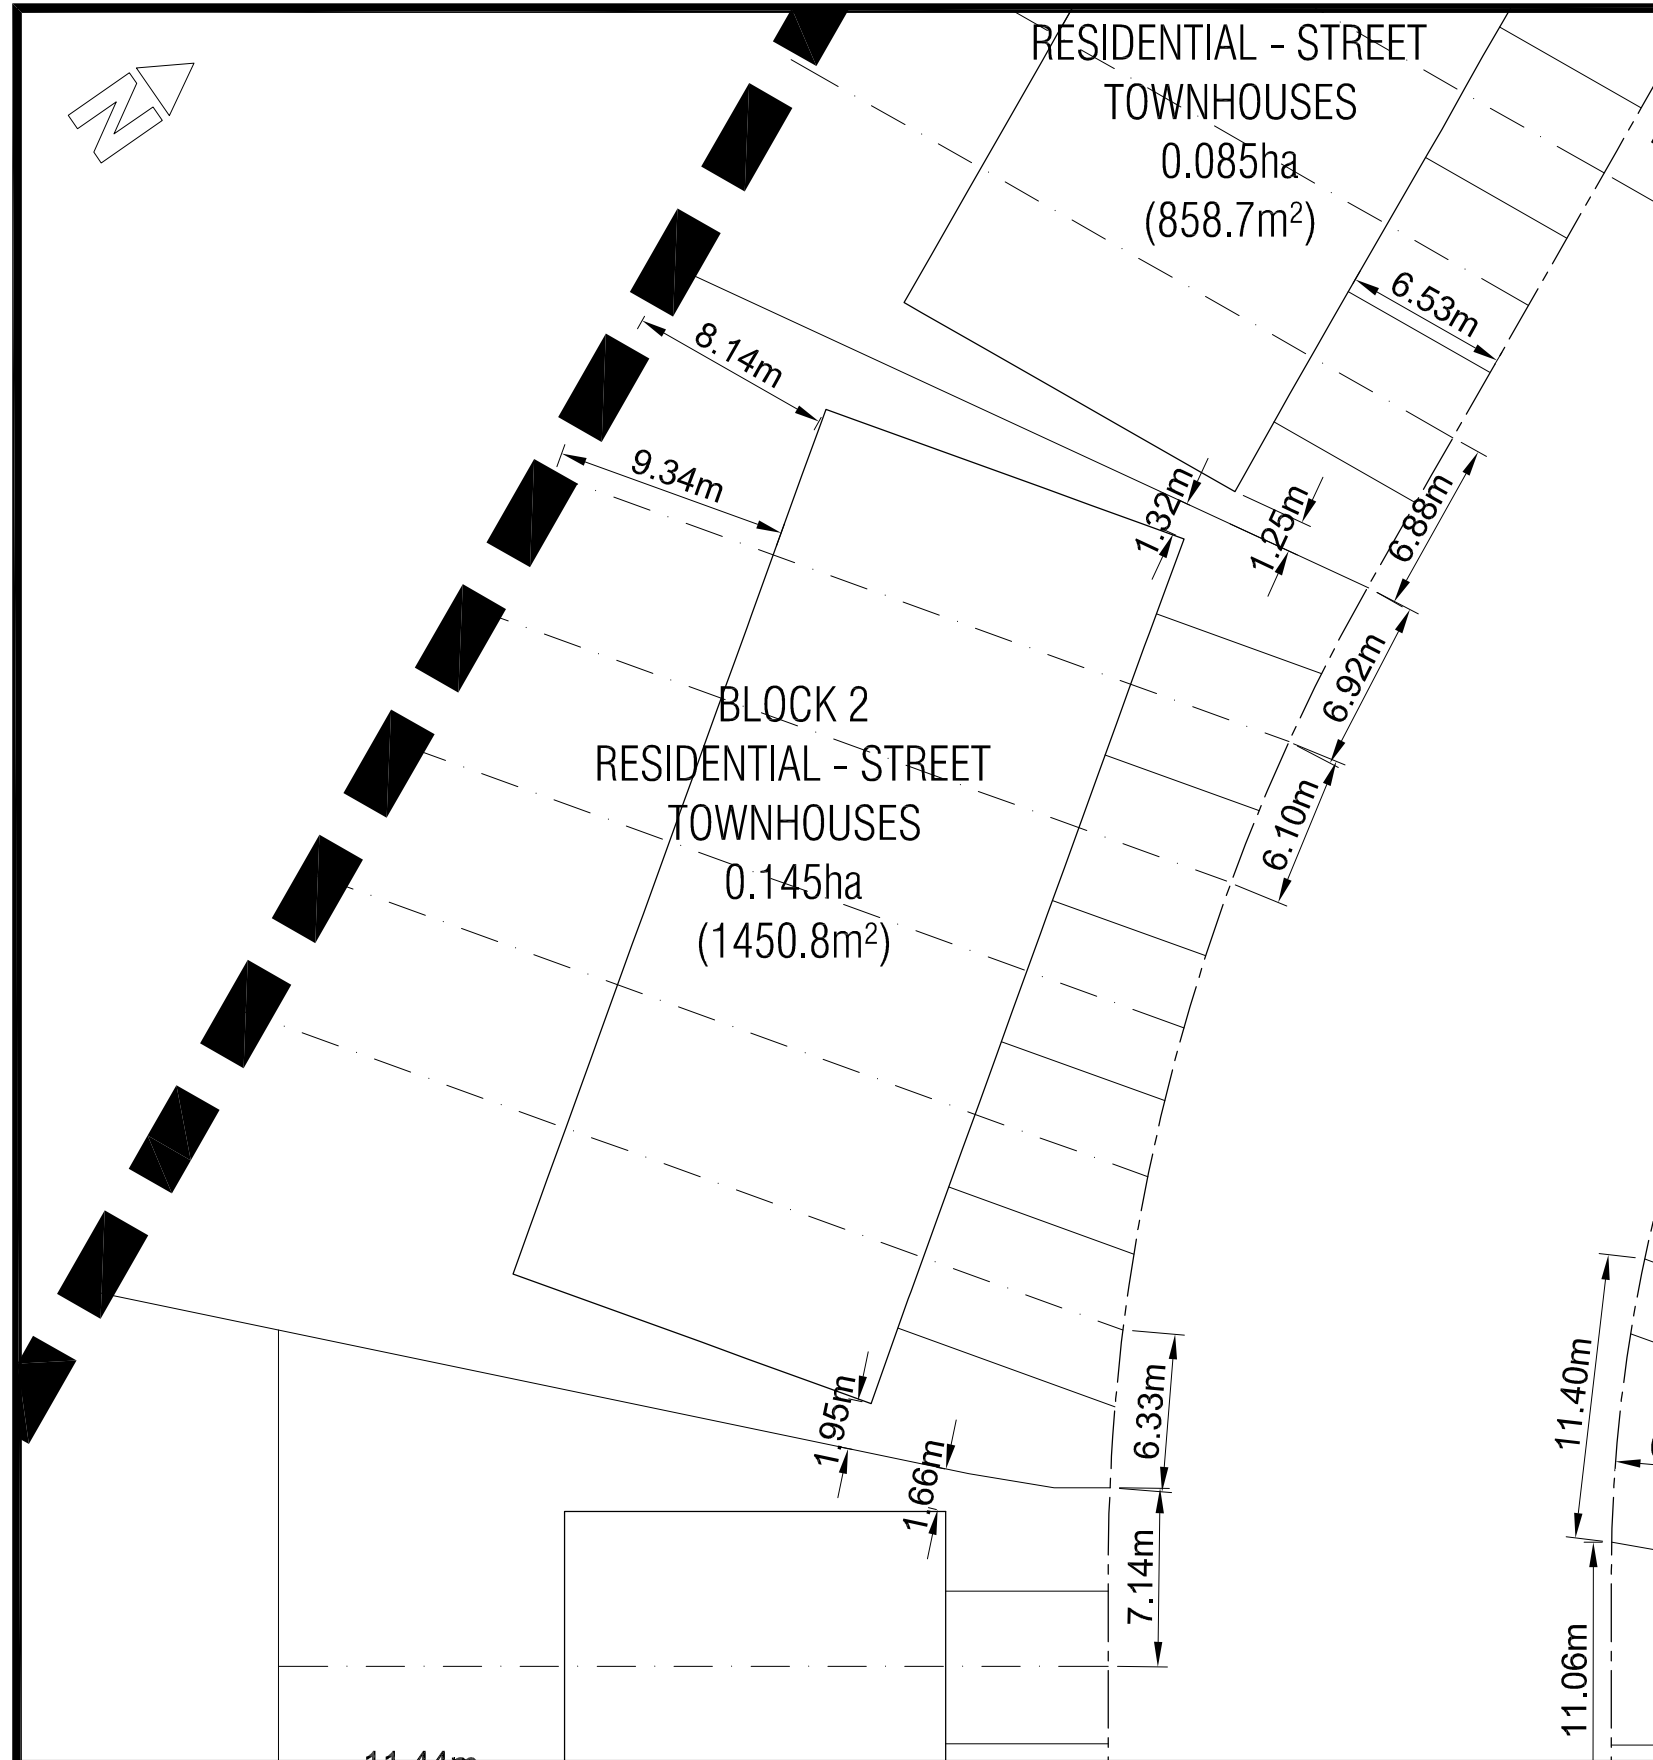 RESIDENTIAL - STREET
TOWNHOUSES
0.085ha
(858.7m²)
N
6.53m
8.14m
9.34m
1.32m
1.25m
6.88m
6.92m
6.10m
BLOCK 2
RESIDENTIAL - STREET
TOWNHOUSES
0.145ha
(1450.8m²)
1.95m
1.66m
6.33m
7.14m
11.40m
11.06m
11.44m